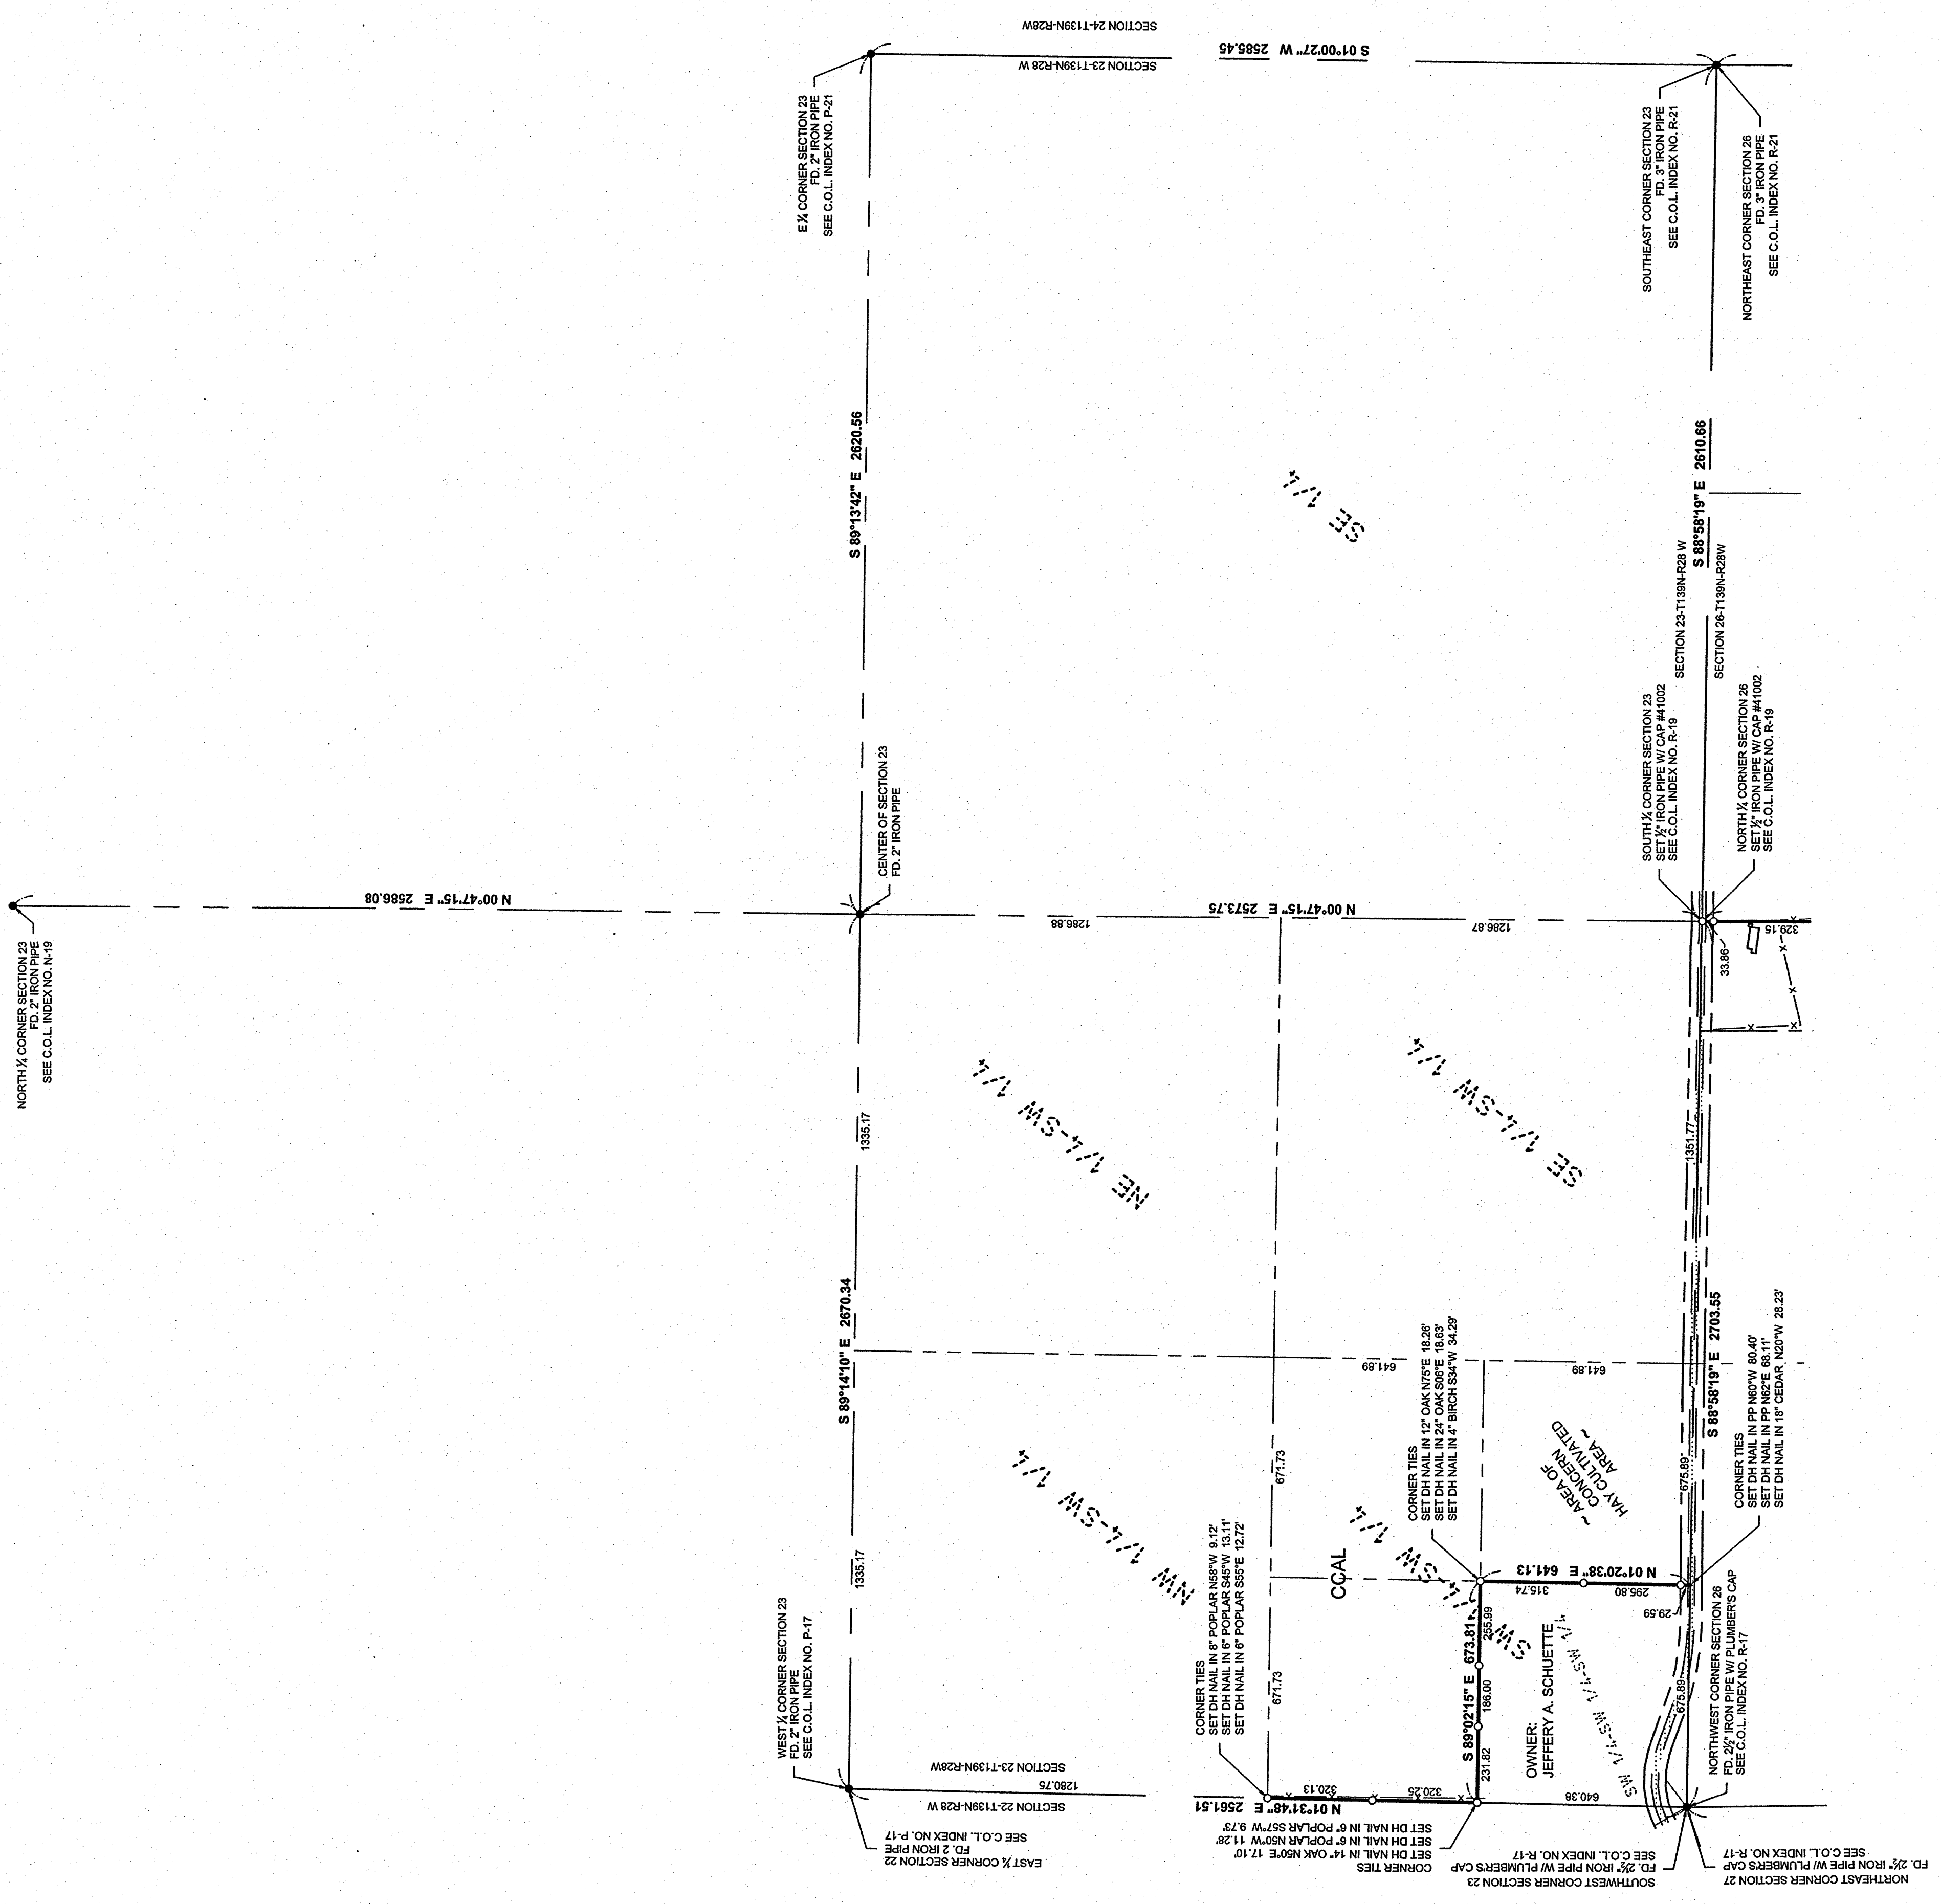 SECTION 24-T139N-R28W
SECTION 23-T139N-R28 W
S 01°00'27" W 2585.45
E ¼ CORNER SECTION 23
FD. 2" IRON PIPE
SEE C.O.L. INDEX NO. P-21
SOUTHEAST CORNER SECTION 23
FD. 3" IRON PIPE
SEE C.O.L. INDEX NO. R-21
NORTHEAST CORNER SECTION 26
FD. 3" IRON PIPE
SEE C.O.L. INDEX NO. R-21
S 89°13'42" E 2620.56
S 88°58'19" E 2610.66
SE 1/4
SECTION 23-T139N-R28 W
SECTION 26-T139N-R28W
NORTH ¼ CORNER SECTION 23
FD. 2" IRON PIPE
SEE C.O.L. INDEX NO. N-19
N 00°47'15" E 2586.08
CENTER OF SECTION 23
FD. 2" IRON PIPE
1286.88
N 00°47'15" E 2573.75
1286.87
SOUTH ¼ CORNER SECTION 23
SET ½" IRON PIPE W/ CAP #41002
SEE C.O.L. INDEX NO. R-19
NORTH ¼ CORNER SECTION 26
SET ½" IRON PIPE W/ CAP #41002
SEE C.O.L. INDEX NO. R-19
33.86
329.15
1335.17
NE 1/4-SW 1/4
SE 1/4-SW 1/4
1351.77
S 89°14'10" E 2670.34
641.89
641.89
S 88°58'19" E 2703.55
1335.17
NW 1/4-SW 1/4
671.73
671.73
CCAL
SW 1/4-SW 1/4
CORNER TIES
SET DH NAIL IN 12" OAK N75°E 18.26'
SET DH NAIL IN 24" OAK S06°E 18.63'
SET DH NAIL IN 4" BIRCH S34°W 34.29'
~ AREA OF
CONCERN
HAY CULTIVATED
AREA ~
675.89
CORNER TIES
SET DH NAIL IN PP N60°W 80.40'
SET DH NAIL IN PP N62°E 68.11'
SET DH NAIL IN 18" CEDAR N20°W 28.23'
N 01°20'38" E 641.13
315.74
295.80
29.59
S 89°02'15" E 673.81
255.99
186.00
231.82
OWNER:
JEFFERY A. SCHUETTE
SW 1/4-SW 1/4-SW 1/4
675.89
640.38
NORTHWEST CORNER SECTION 26
FD. 2½" IRON PIPE W/ PLUMBER'S CAP
SEE C.O.L. INDEX NO. R-17
WEST ¼ CORNER SECTION 23
FD. 2" IRON PIPE
SEE C.O.L. INDEX NO. P-17
SECTION 23-T139N-R28W
1280.75
SECTION 22-T139N-R28 W
EAST ¼ CORNER SECTION 22
FD. 2 IRON PIPE
SEE C.O.L. INDEX NO. P-17
CORNER TIES
SET DH NAIL IN 8" POPLAR N58°W 9.12'
SET DH NAIL IN 6" POPLAR S45°W 13.11'
SET DH NAIL IN 6" POPLAR S55°E 12.72'
320.13
320.25
N 01°31'48" E 2561.51
CORNER TIES
SET DH NAIL IN 14" OAK N50°E 17.10'
SET DH NAIL IN 6" POPLAR N50°W 11.28'
SET DH NAIL IN 6" POPLAR S57°W 9.73'
SOUTHWEST CORNER SECTION 23
FD. 2½" IRON PIPE W/ PLUMBER'S CAP
SEE C.O.L. INDEX NO. R-17
NORTHEAST CORNER SECTION 27
FD. 2½" IRON PIPE W/ PLUMBER'S CAP
SEE C.O.L. INDEX NO. R-17